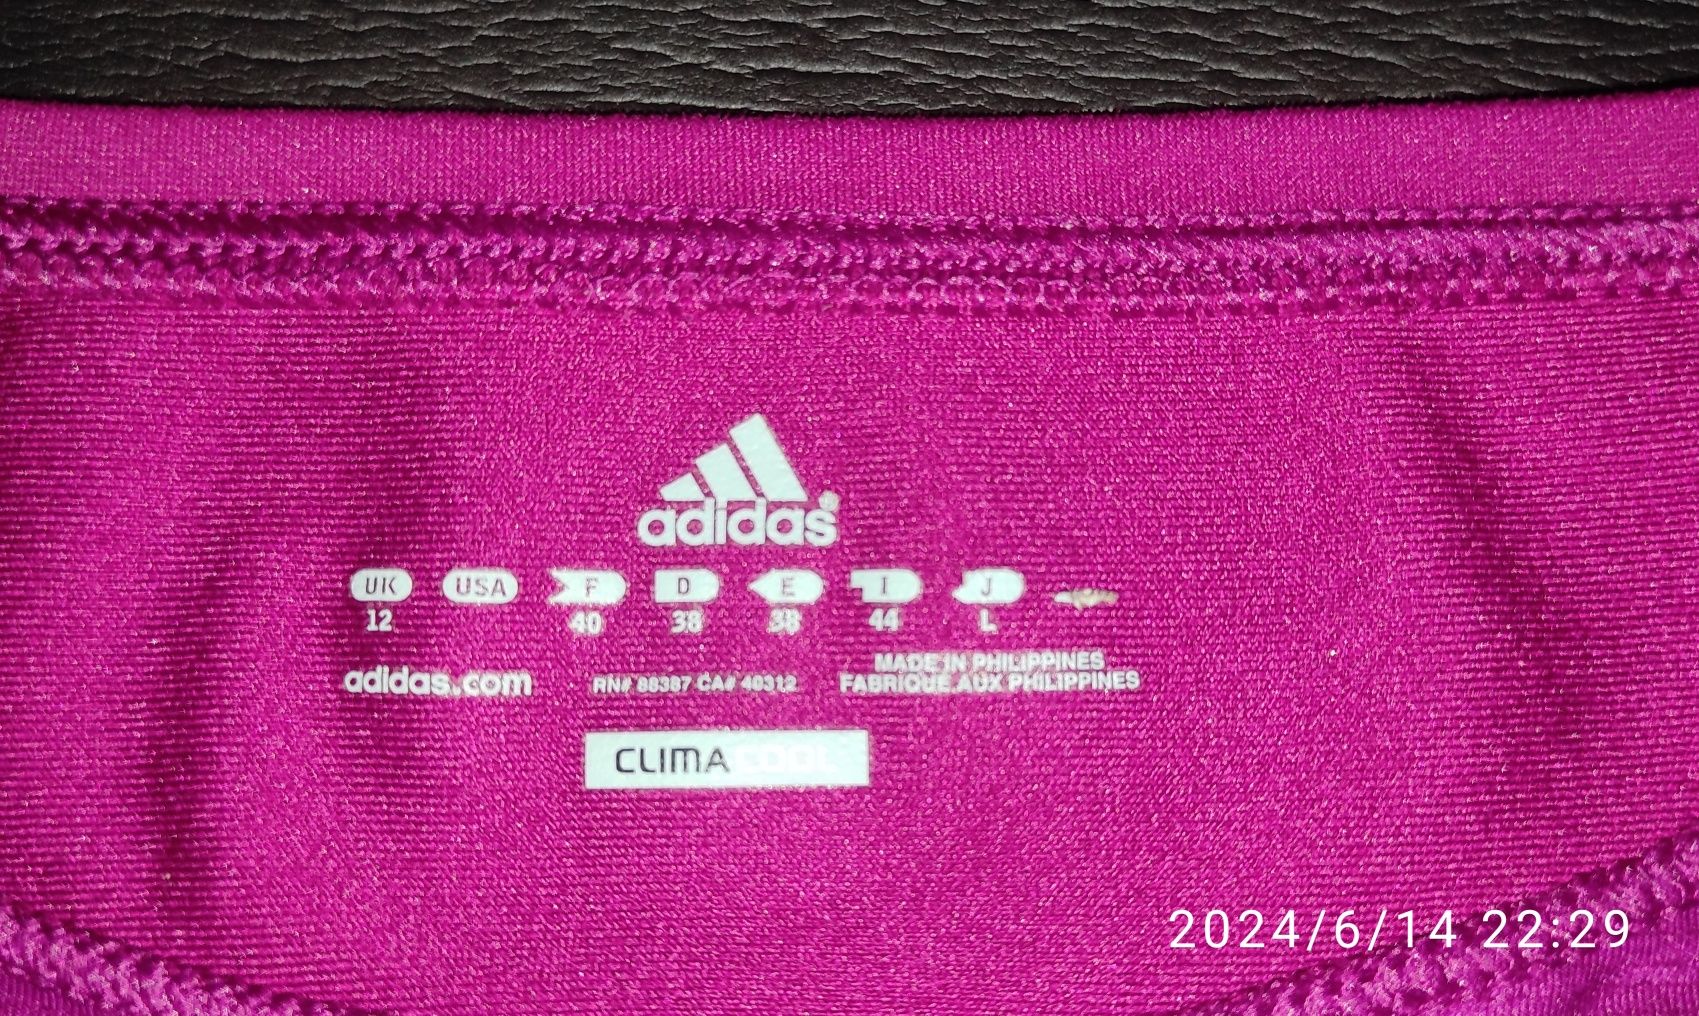 adidas®
UK USA F D E I J
12 40 38 38 44 L
adidas.com RN# 88387 CA# 40312 MADE IN PHILIPPINES
FABRIQUE AUX PHILIPPINES
CLIMACOOL
2024/6/14 22:29